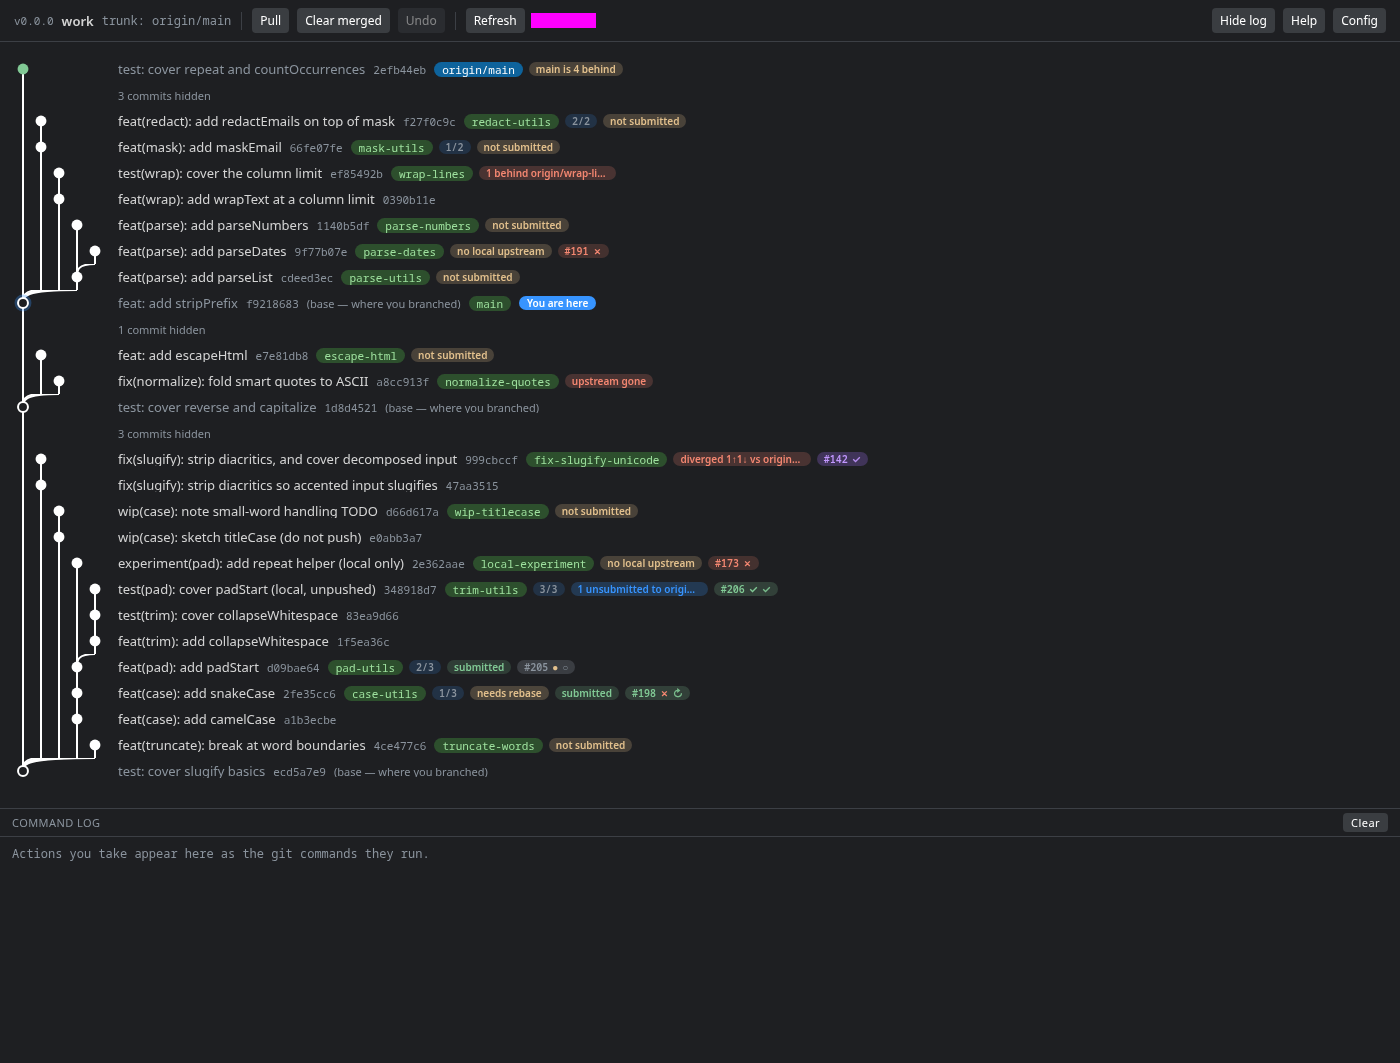 v0.0.0 work trunk: origin/main Pull Clear merged Undo Refresh Hide log Help Config
test: cover repeat and countOccurrences 2efb44eb origin/main main is 4 behind
3 commits hidden
feat(redact): add redactEmails on top of mask f27f0c9c redact-utils 2/2 not submitted
feat(mask): add maskEmail 66fe07fe mask-utils 1/2 not submitted
test(wrap): cover the column limit ef85492b wrap-lines 1 behind origin/wrap-li…
feat(wrap): add wrapText at a column limit 0390b11e
feat(parse): add parseNumbers 1140b5df parse-numbers not submitted
feat(parse): add parseDates 9f77b07e parse-dates no local upstream #191 ×
feat(parse): add parseList cdeed3ec parse-utils not submitted
feat: add stripPrefix f9218683 (base — where you branched) main You are here
1 commit hidden
feat: add escapeHtml e7e81db8 escape-html not submitted
fix(normalize): fold smart quotes to ASCII a8cc913f normalize-quotes upstream gone
test: cover reverse and capitalize 1d8d4521 (base — where you branched)
3 commits hidden
fix(slugify): strip diacritics, and cover decomposed input 999cbccf fix-slugify-unicode diverged 1↑1↓ vs origin… #142 ✓
fix(slugify): strip diacritics so accented input slugifies 47aa3515
wip(case): note small-word handling TODO d66d617a wip-titlecase not submitted
wip(case): sketch titleCase (do not push) e0abb3a7
experiment(pad): add repeat helper (local only) 2e362aae local-experiment no local upstream #173 ×
test(pad): cover padStart (local, unpushed) 348918d7 trim-utils 3/3 1 unsubmitted to origi… #206 ✓ ✓
test(trim): cover collapseWhitespace 83ea9d66
feat(trim): add collapseWhitespace 1f5ea36c
feat(pad): add padStart d09bae64 pad-utils 2/3 submitted #205 ● ○
feat(case): add snakeCase 2fe35cc6 case-utils 1/3 needs rebase submitted #198 × ↻
feat(case): add camelCase a1b3ecbe
feat(truncate): break at word boundaries 4ce477c6 truncate-words not submitted
test: cover slugify basics ecd5a7e9 (base — where you branched)
COMMAND LOG Clear
Actions you take appear here as the git commands they run.